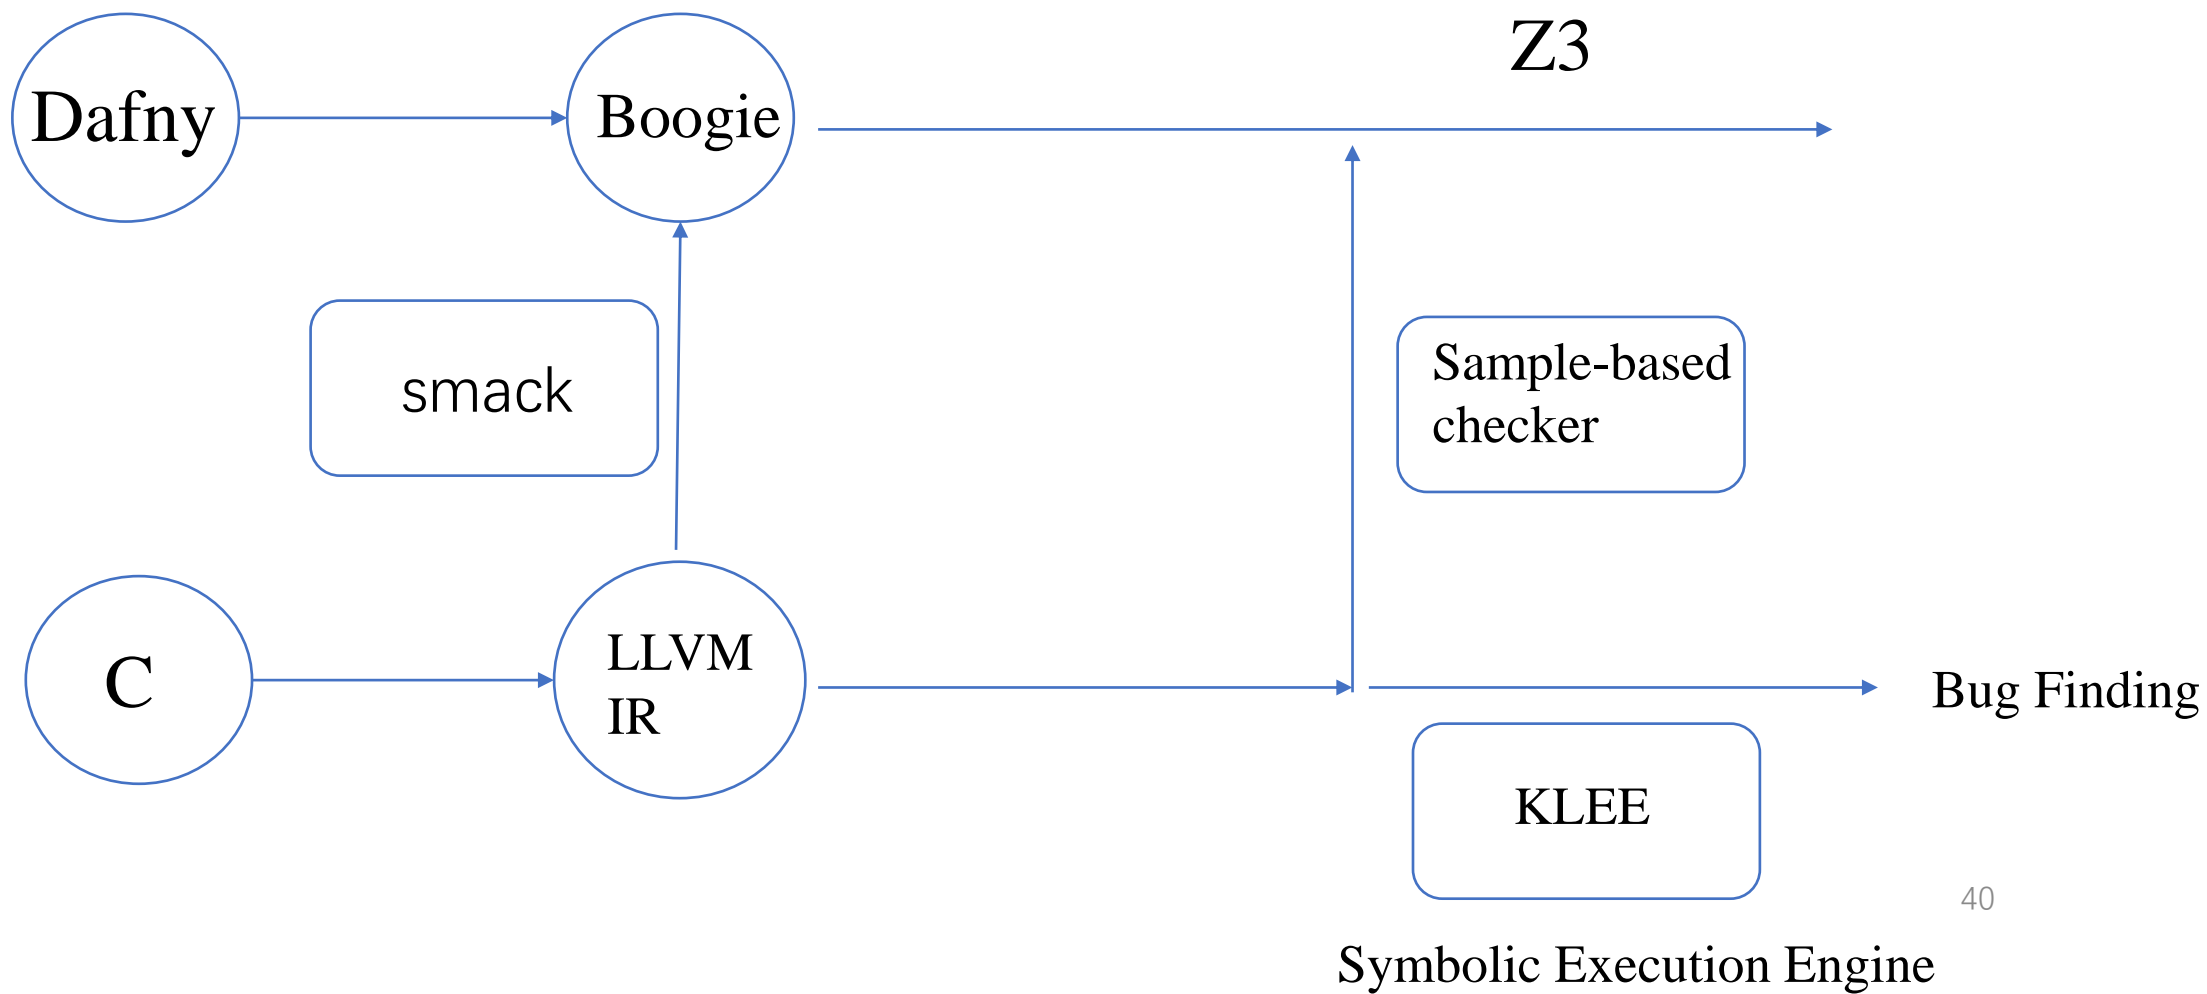 Z3
Dafny
Boogie
smack
Sample-based
checker
C
LLVM
IR
Bug Finding
KLEE
40
Symbolic Execution Engine